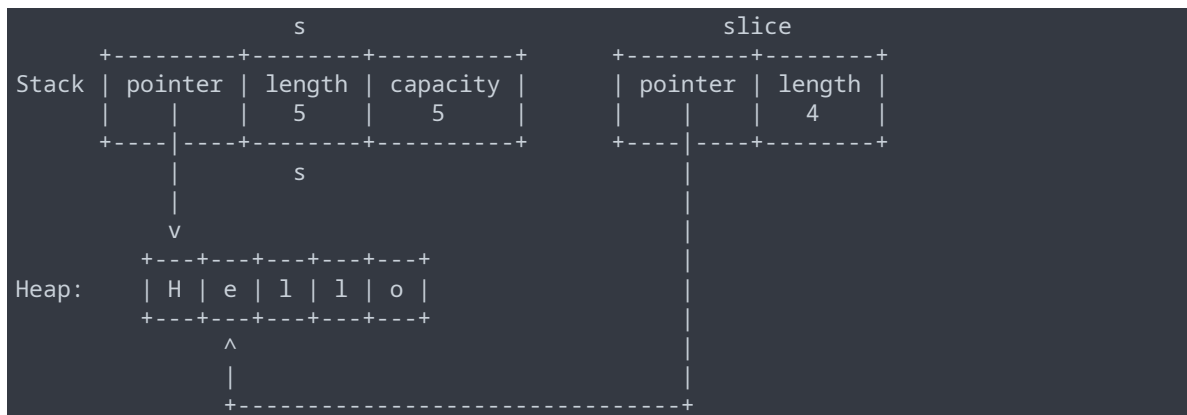 s                              slice
      +---------+--------+----------+      +---------+--------+
Stack | pointer | length | capacity |      | pointer | length |
      |    |    |   5    |    5     |      |    |    |   4    |
      +----|----+--------+----------+      +----|----+--------+
           |        s                           |
           |                                    |
           v                                    |
         +---+---+---+---+---+                  |
Heap:    | H | e | l | l | o |                  |
         +---+---+---+---+---+                  |
               ^                                |
               |                                |
               +--------------------------------+